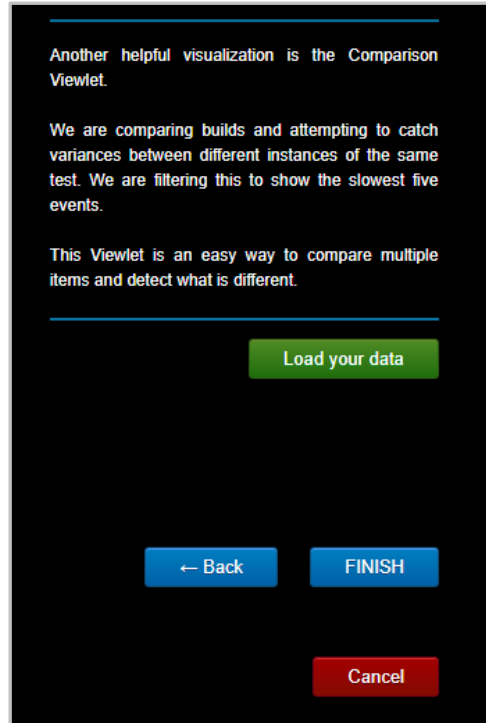 Another helpful visualization is the Comparison
Viewlet.
We are comparing builds and attempting to catch
variances between different instances of the same
test. We are filtering this to show the slowest five
events.
This Viewlet is an easy way to compare multiple
items and detect what is different.
Load your data
← Back
FINISH
Cancel